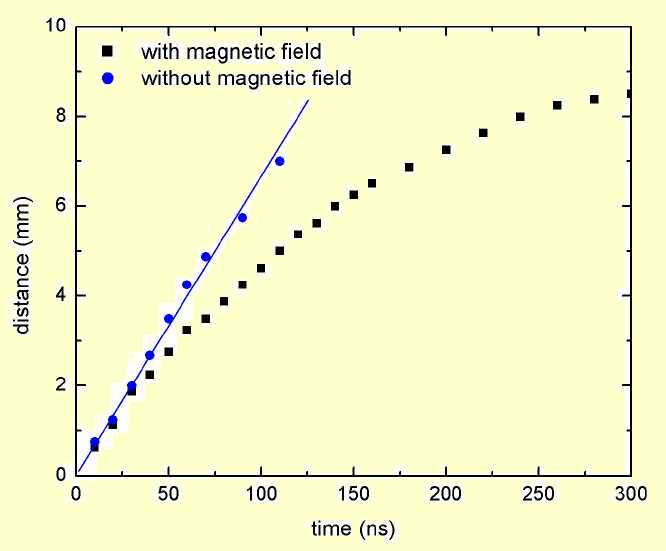 10
with magnetic field
without magnetic field
8
6
4
2
0
distance (mm)
0 50 100 150 200 250 300
time (ns)